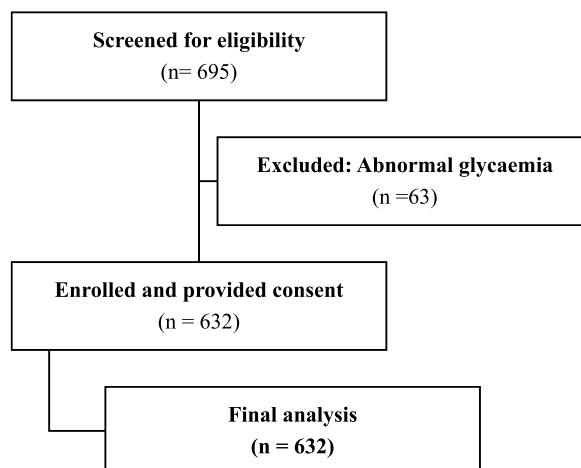 Screened for eligibility
(n= 695)
Excluded: Abnormal glycaemia
(n =63)
Enrolled and provided consent
(n = 632)
Final analysis
(n = 632)